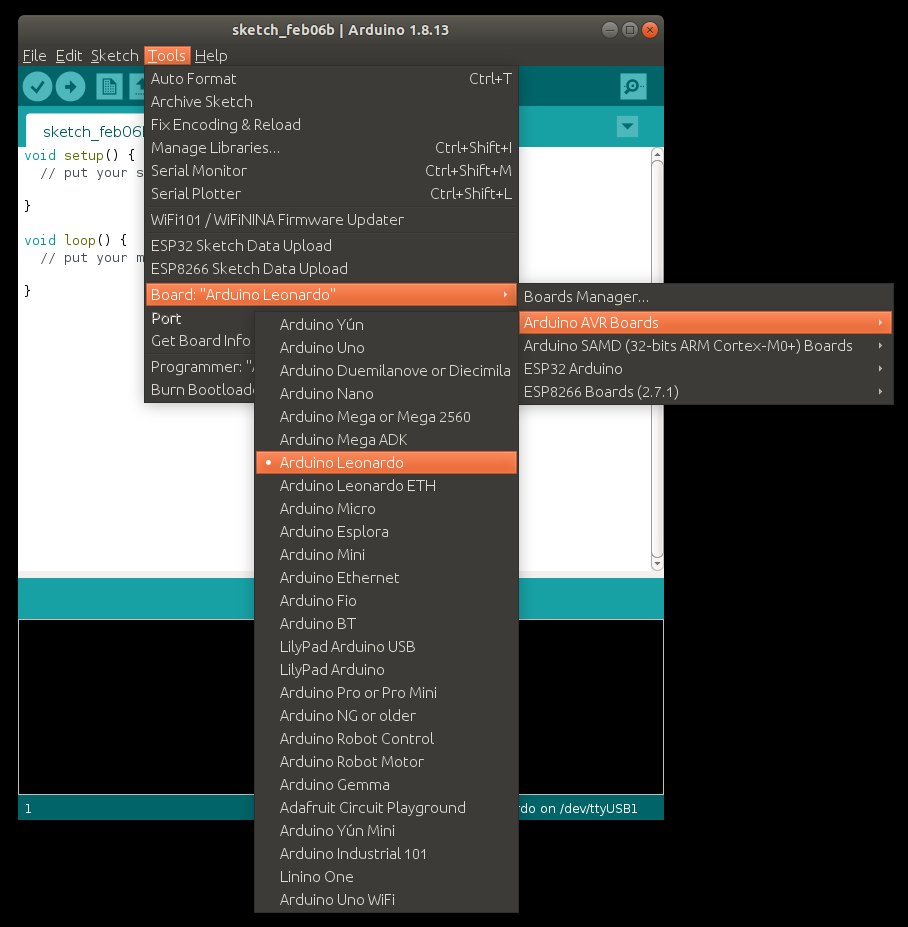 sketch_feb06b | Arduino 1.8.13
File Edit Sketch Tools Help
sketch_feb06
void setup() {
// put your s
}
void loop() {
// put your m
}
Auto Format Ctrl+T
Archive Sketch
Fix Encoding & Reload
Manage Libraries... Ctrl+Shift+I
Serial Monitor Ctrl+Shift+M
Serial Plotter Ctrl+Shift+L
WiFi101 / WiFiNINA Firmware Updater
ESP32 Sketch Data Upload
ESP8266 Sketch Data Upload
Board: "Arduino Leonardo"
Port
Get Board Info
Programmer: "
Burn Bootloade
Boards Manager...
Arduino AVR Boards
Arduino SAMD (32-bits ARM Cortex-M0+) Boards
ESP32 Arduino
ESP8266 Boards (2.7.1)
Arduino Yún
Arduino Uno
Arduino Duemilanove or Diecimila
Arduino Nano
Arduino Mega or Mega 2560
Arduino Mega ADK
Arduino Leonardo
Arduino Leonardo ETH
Arduino Micro
Arduino Esplora
Arduino Mini
Arduino Ethernet
Arduino Fio
Arduino BT
LilyPad Arduino USB
LilyPad Arduino
Arduino Pro or Pro Mini
Arduino NG or older
Arduino Robot Control
Arduino Robot Motor
Arduino Gemma
Adafruit Circuit Playground
Arduino Yún Mini
Arduino Industrial 101
Linino One
Arduino Uno WiFi
1 rdo on /dev/ttyUSB1